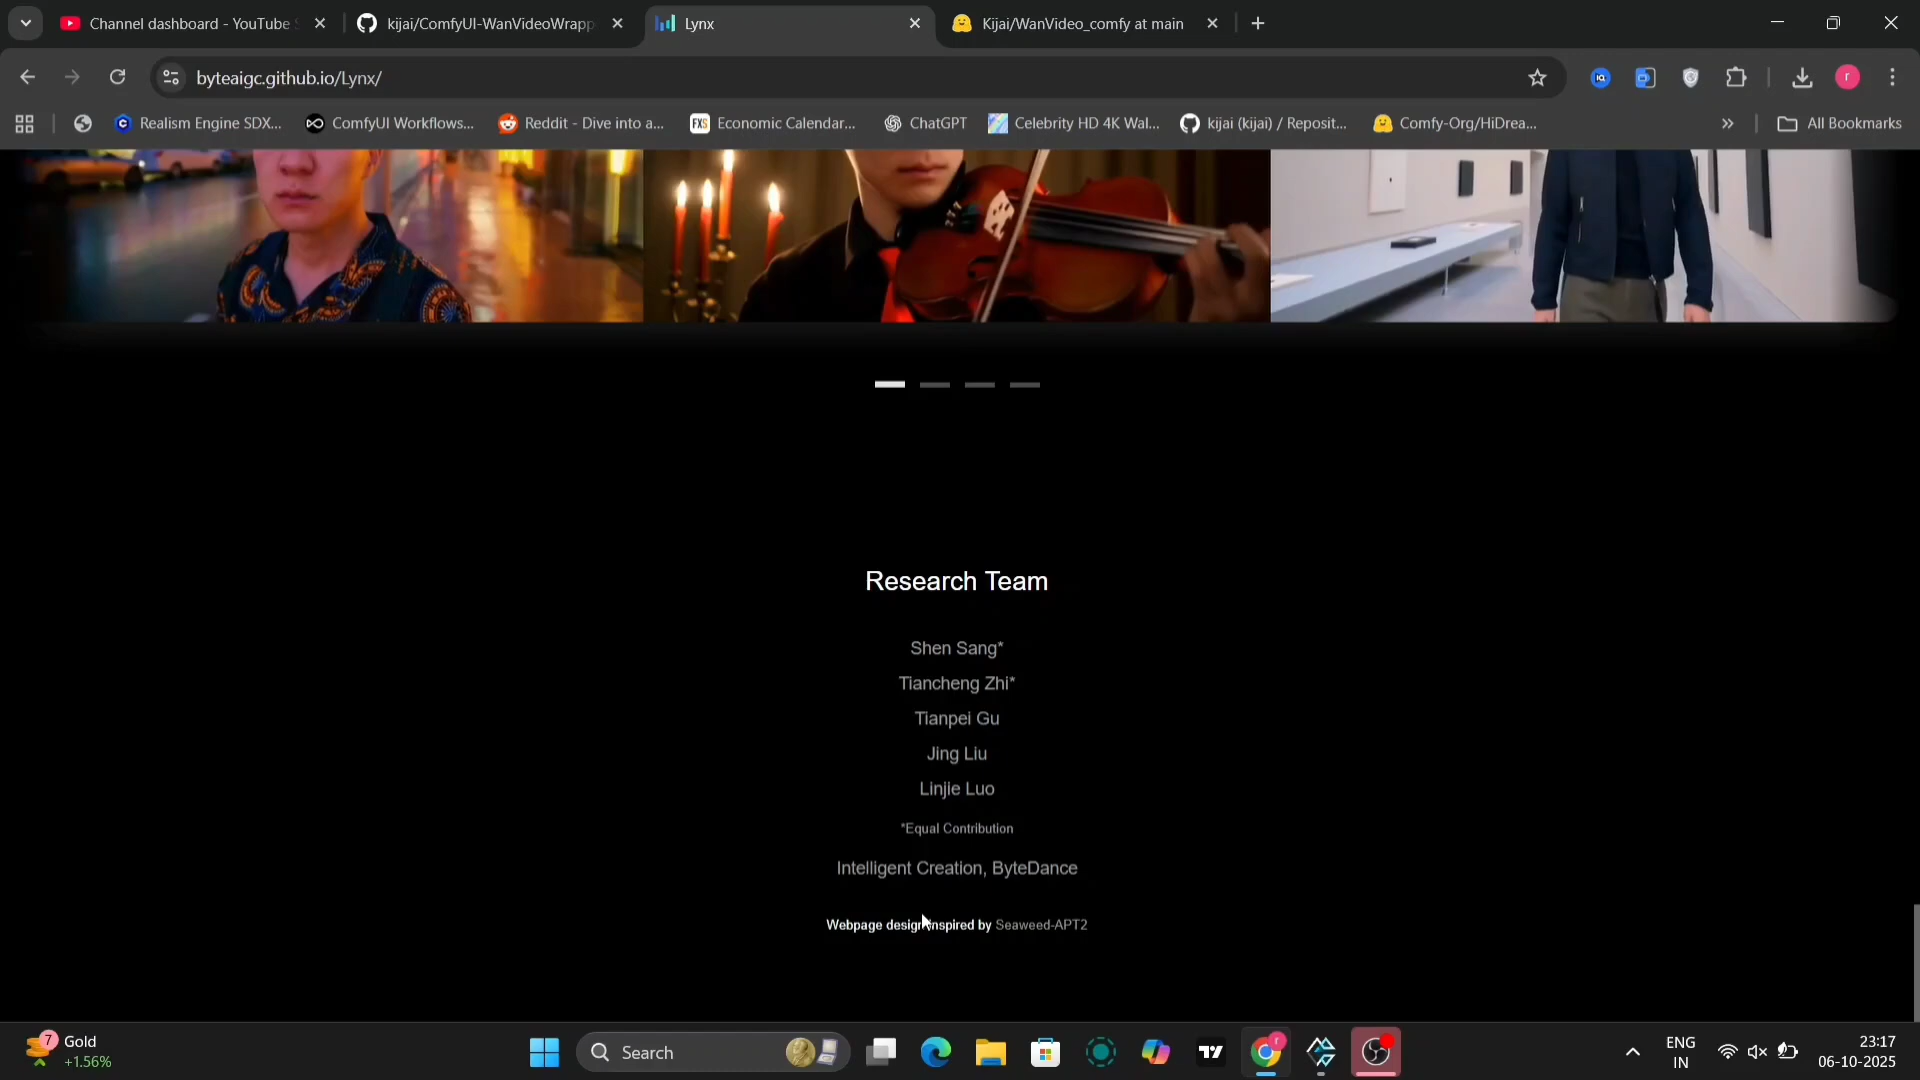 Channel dashboard - YouTube S
kijai/ComfyUI-WanVideoWrapp
Lynx
Kijai/WanVideo_comfy at main
byteaigc.github.io/Lynx/
r
Realism Engine SDX...
ComfyUI Workflows...
Reddit - Dive into a...
FXS
Economic Calendar...
ChatGPT
Celebrity HD 4K Wal...
kijai (kijai) / Reposit...
Comfy-Org/HiDrea...
All Bookmarks
Research Team
Shen Sang*
Tiancheng Zhi*
Tianpei Gu
Jing Liu
Linjie Luo
*Equal Contribution
Intelligent Creation, ByteDance
Webpage design inspired by Seaweed-APT2
7
Gold
+1.56%
Search
ENG
IN
23:17
06-10-2025